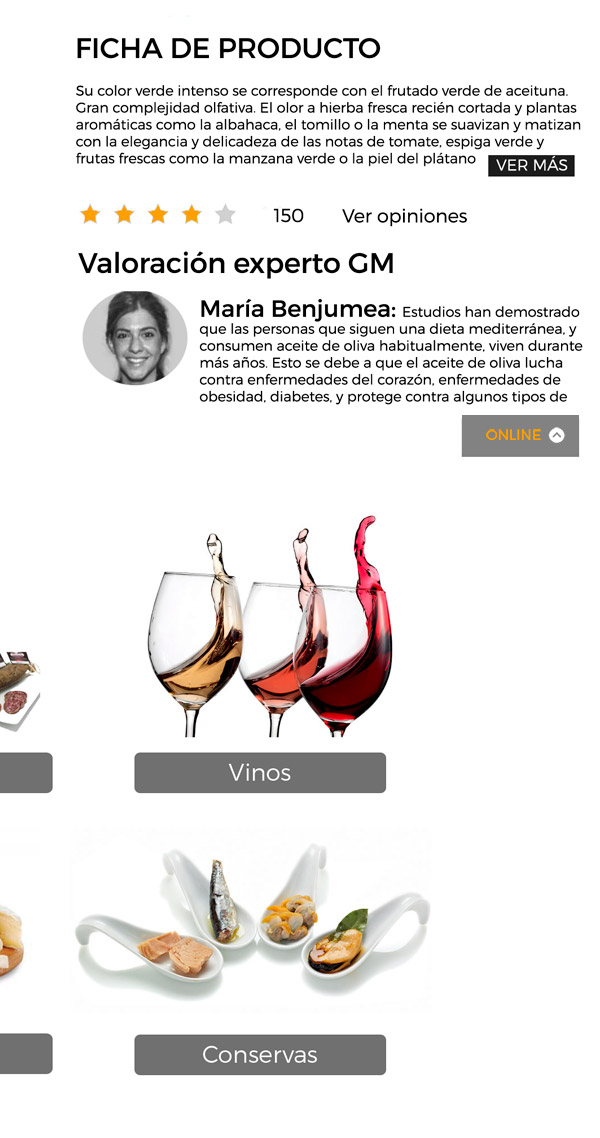 FICHA DE PRODUCTO
Su color verde intenso se corresponde con el frutado verde de aceituna.
Gran complejidad olfativa. El olor a hierba fresca recién cortada y plantas
aromáticas como la albahaca, el tomillo o la menta se suavizan y matizan
con la elegancia y delicadeza de las notas de tomate, espiga verde y
frutas frescas como la manzana verde o la piel del plátano VER MÁS
150 Ver opiniones
Valoración experto GM
María Benjumea: Estudios han demostrado
que las personas que siguen una dieta mediterránea, y
consumen aceite de oliva habitualmente, viven durante
más años. Esto se debe a que el aceite de oliva lucha
contra enfermedades del corazón, enfermedades de
obesidad, diabetes, y protege contra algunos tipos de
ONLINE
Vinos
Conservas